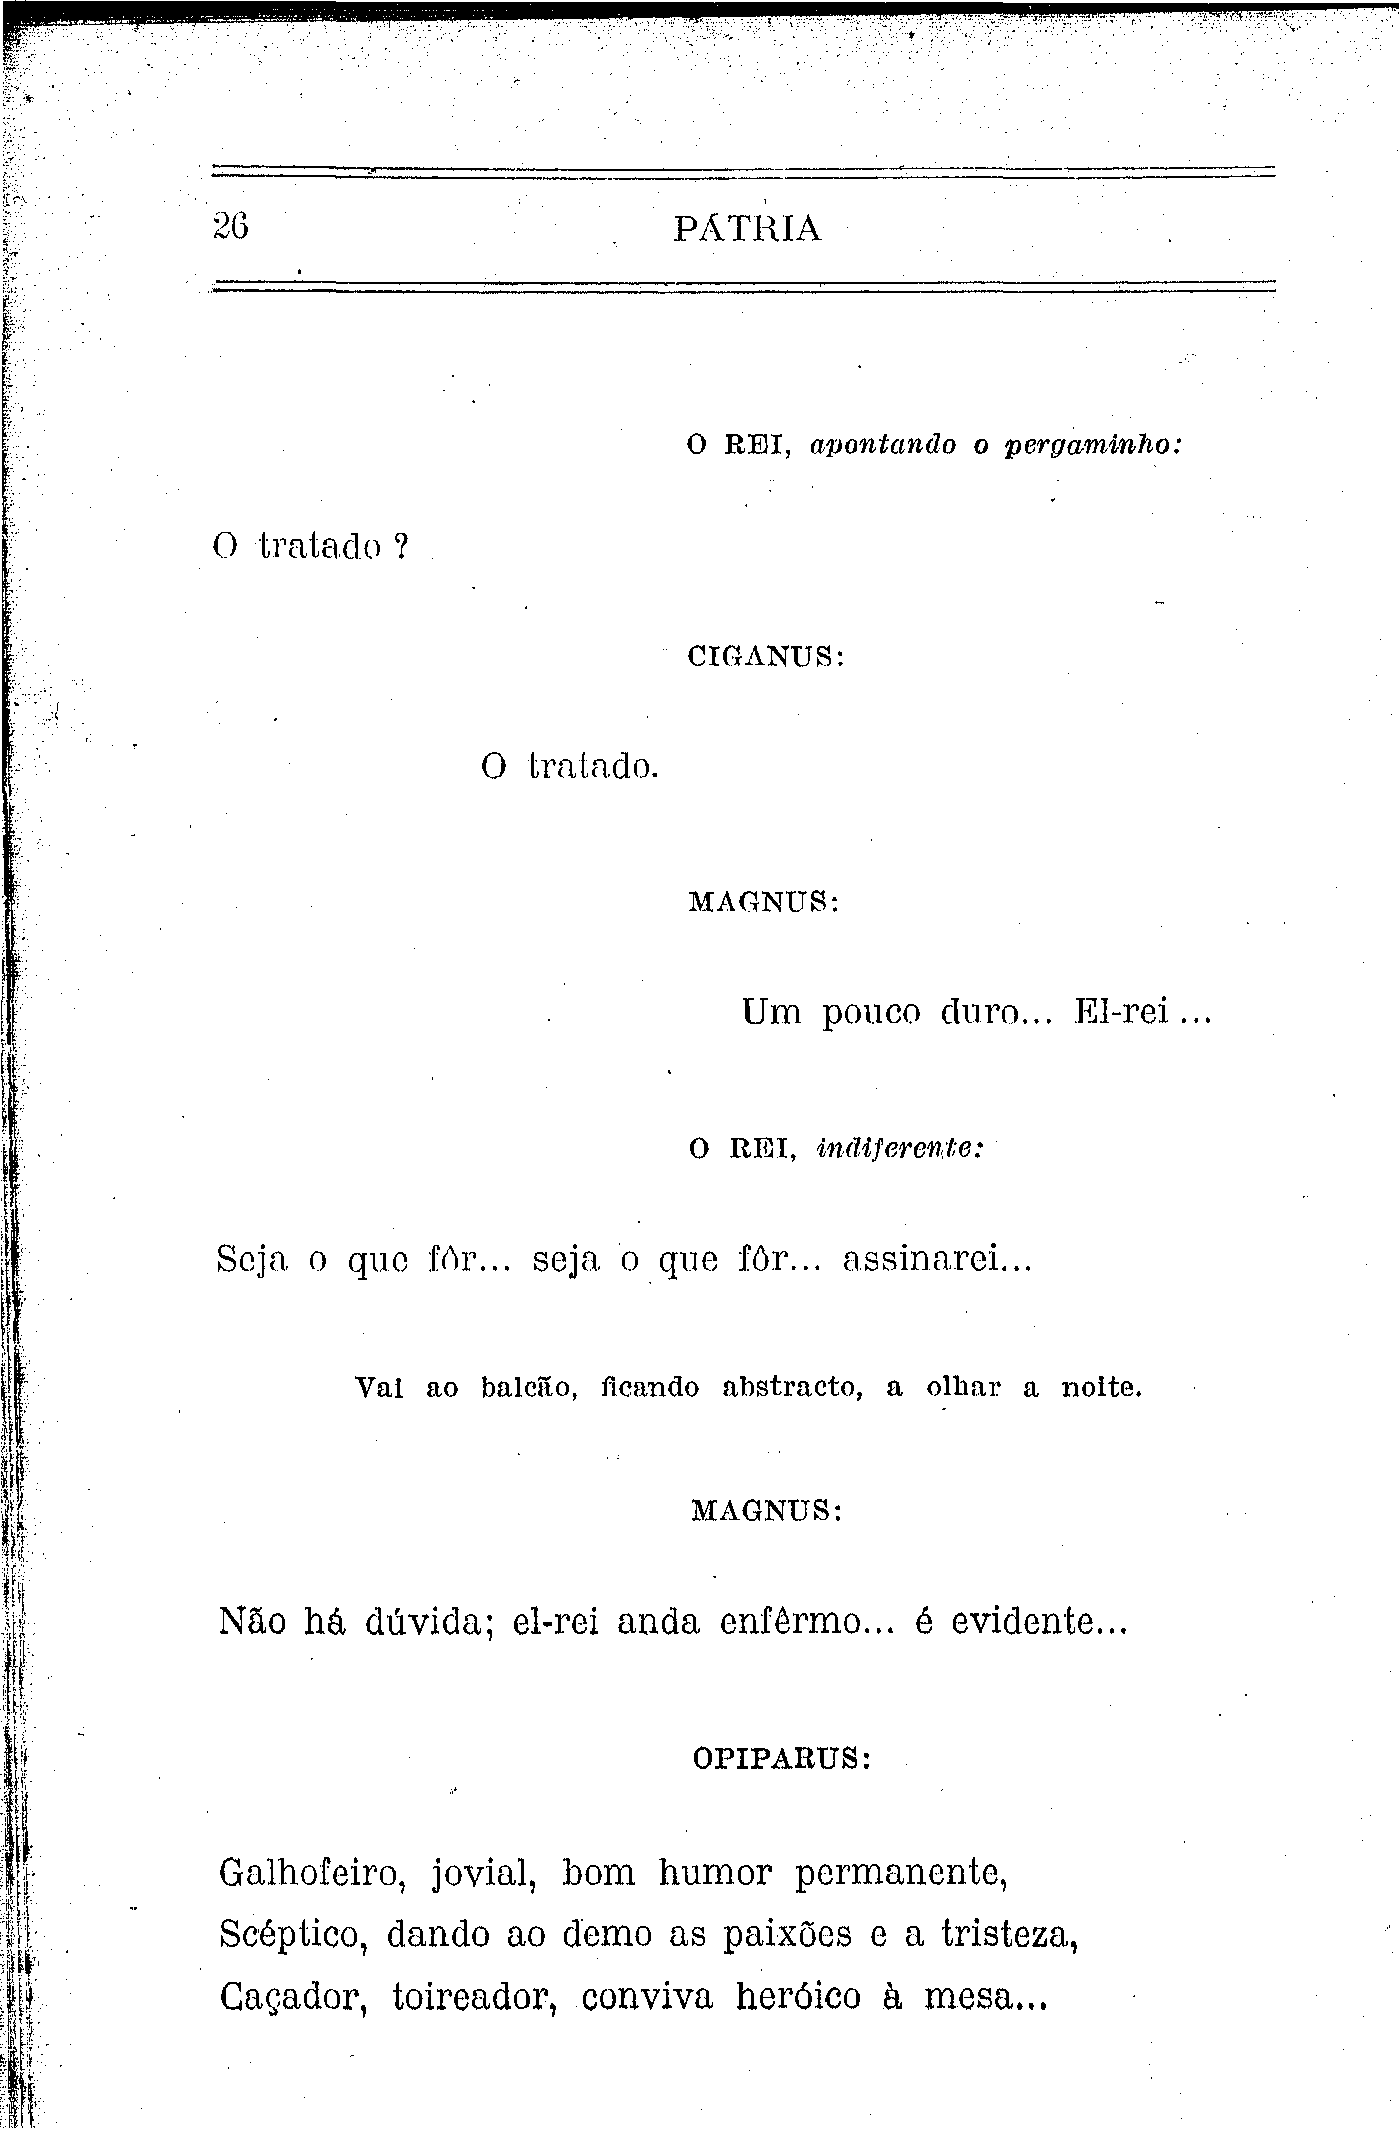 26 PÁTRIA
O REI, apontando o pergaminho:
O tratado ?
CIGANUS:
O tratado.
MAGNUS:
Um pouco duro... El-rei ...
O REI, indiferente:
Seja o que fôr... seja o que fôr... assinarei...
Vai ao balcão, ficando abstracto, a olhar a noite.
MAGNUS:
Não há dúvida; el-rei anda enfêrmo... é evidente...
OPIPARUS:
Galhofeiro, jovial, bom humor permanente,
Scéptico, dando ao demo as paixões e a tristeza,
Caçador, toireador, conviva heróico à mesa...